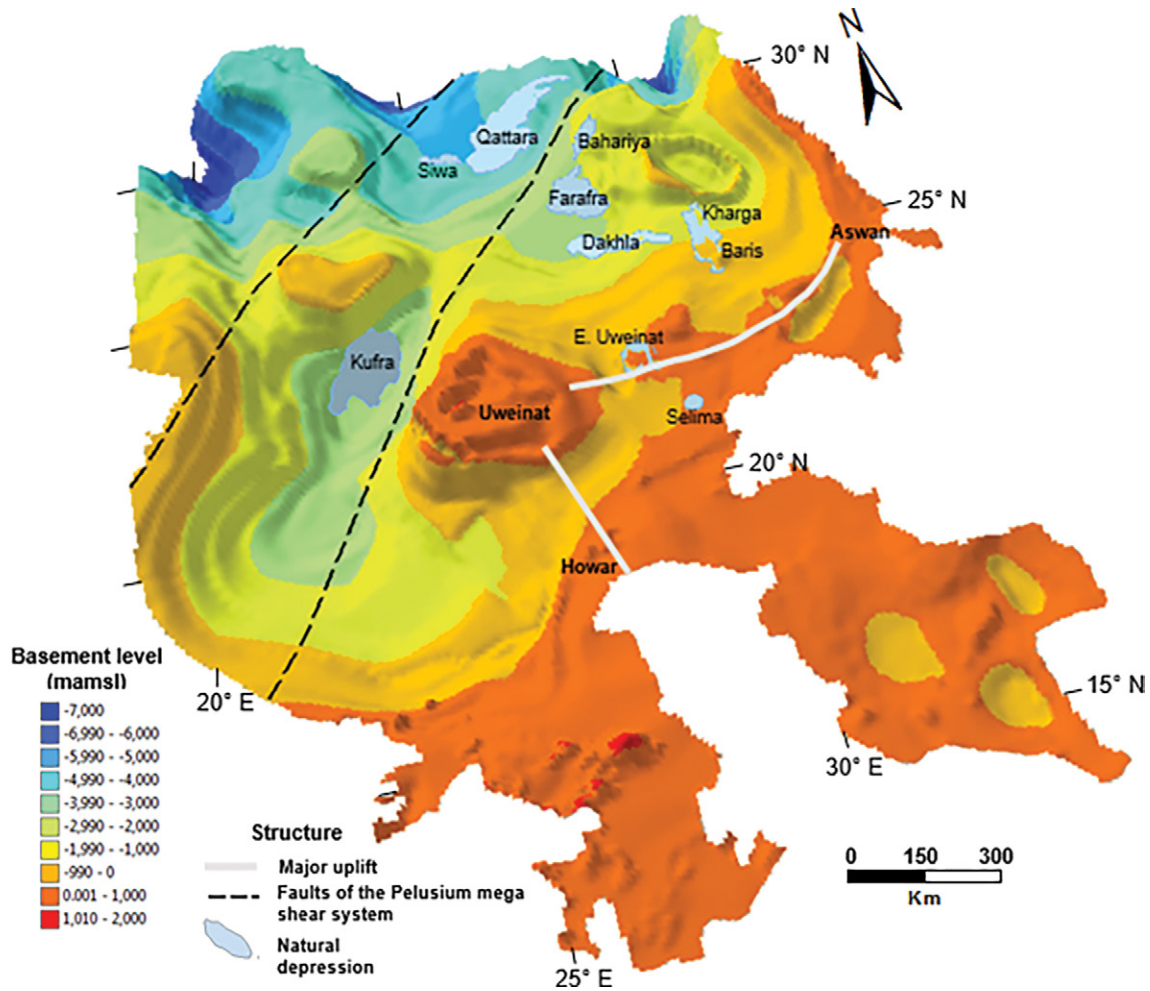 N
30° N
Qattara
Bahariya
Siwa
Farafra
25° N
Kharga
Aswan
Dakhla
Baris
E. Uweinat
Kufra
Uweinat
Selima
20° N
Howar
Basement level
(mamsl)
20° E
15° N
-7,000
-6,990 - -6,000
-5,990 - -5,000
-4,990 - -4,000
-3,990 - -3,000
-2,990 - -2,000
-1,990 - -1,000
-990 - 0
0.001 - 1,000
1,010 - 2,000
30° E
Structure
Major uplift
Faults of the Pelusium mega
shear system
Natural
depression
0 150 300
Km
25° E